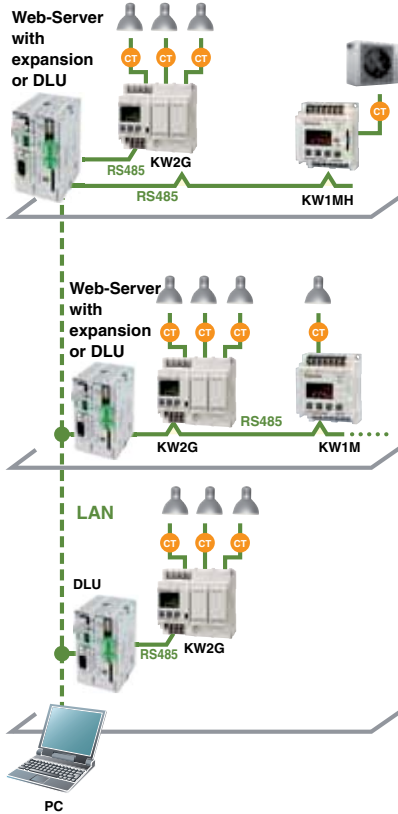 Web-Server
with
expansion
or DLU
CT CT CT
CT
KW2G
RS485
RS485
KW1MH
Web-Server
with
expansion
or DLU
CT CT CT CT
RS485
KW2G
KW1M
LAN
CT CT CT
DLU
RS485
KW2G
PC